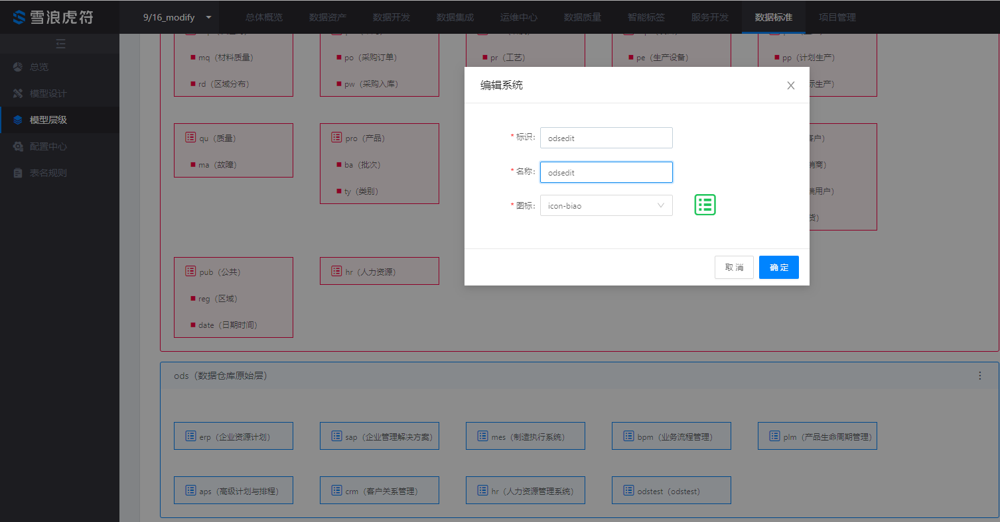 雪浪虎符
9/16_modify
总体概览
数据资产
数据开发
数据集成
运维中心
数据质量
智能标签
服务开发
数据标准
项目管理
总览
模型设计
模型层级
配置中心
表名规则
mq（材料质量）
po（采购订单）
pr（工艺）
pe（生产设备）
pp（计划生产）
rd（区域分布）
pw（采购入库）
标生产）
编辑系统
* 标识: odsedit
* 名称: odsedit
* 图标: icon-biao
取 消
确 定
qu（质量）
pro（产品）
客户）
ma（故障）
ba（批次）
销商）
ty（类别）
端用户）
货）
pub（公共）
hr（人力资源）
reg（区域）
date（日期时间）
ods（数据仓库原始层）
erp（企业资源计划）
sap（企业管理解决方案）
mes（制造执行系统）
bpm（业务流程管理）
plm（产品生命周期管理）
aps（高级计划与排程）
crm（客户关系管理）
hr（人力资源管理系统）
odstest（odstest）